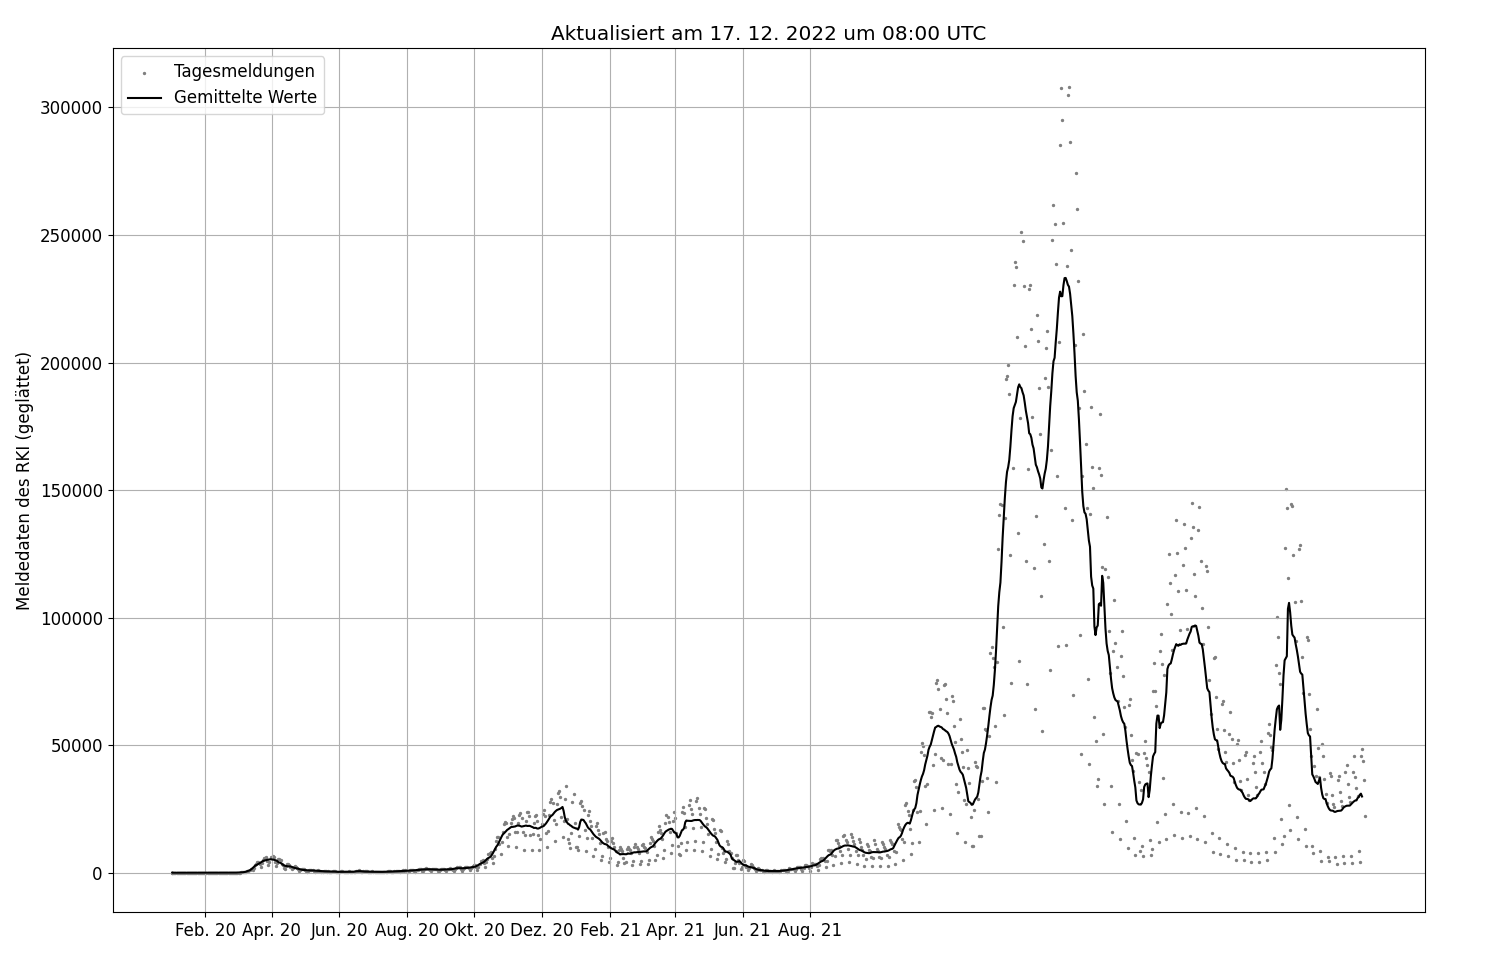 Aktualisiert am 17. 12. 2022 um 08:00 UTC
Tagesmeldungen
Gemittelte Werte
Meldedaten des RKI (geglättet)
300000
250000
200000
150000
100000
50000
0
Feb. 20 Apr. 20 Jun. 20 Aug. 20 Okt. 20 Dez. 20 Feb. 21 Apr. 21 Jun. 21 Aug. 21